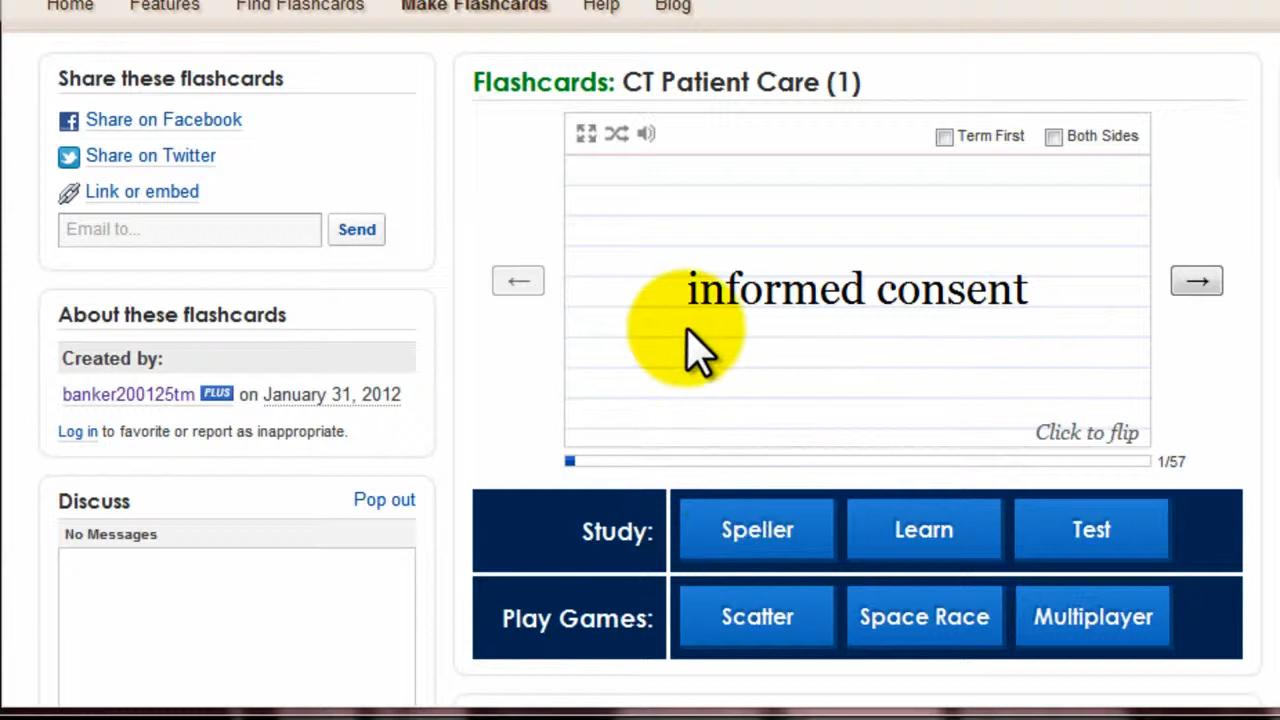 Home Features Find Flashcards Make Flashcards Help Blog
Share these flashcards
Share on Facebook
Share on Twitter
Link or embed
Email to... Send
About these flashcards
Created by:
banker200125tm PLUS on January 31, 2012
Log in to favorite or report as inappropriate.
Discuss Pop out
No Messages
Flashcards: CT Patient Care (1)
Term First Both Sides
informed consent
Click to flip
1/57
Study: Speller Learn Test
Play Games: Scatter Space Race Multiplayer